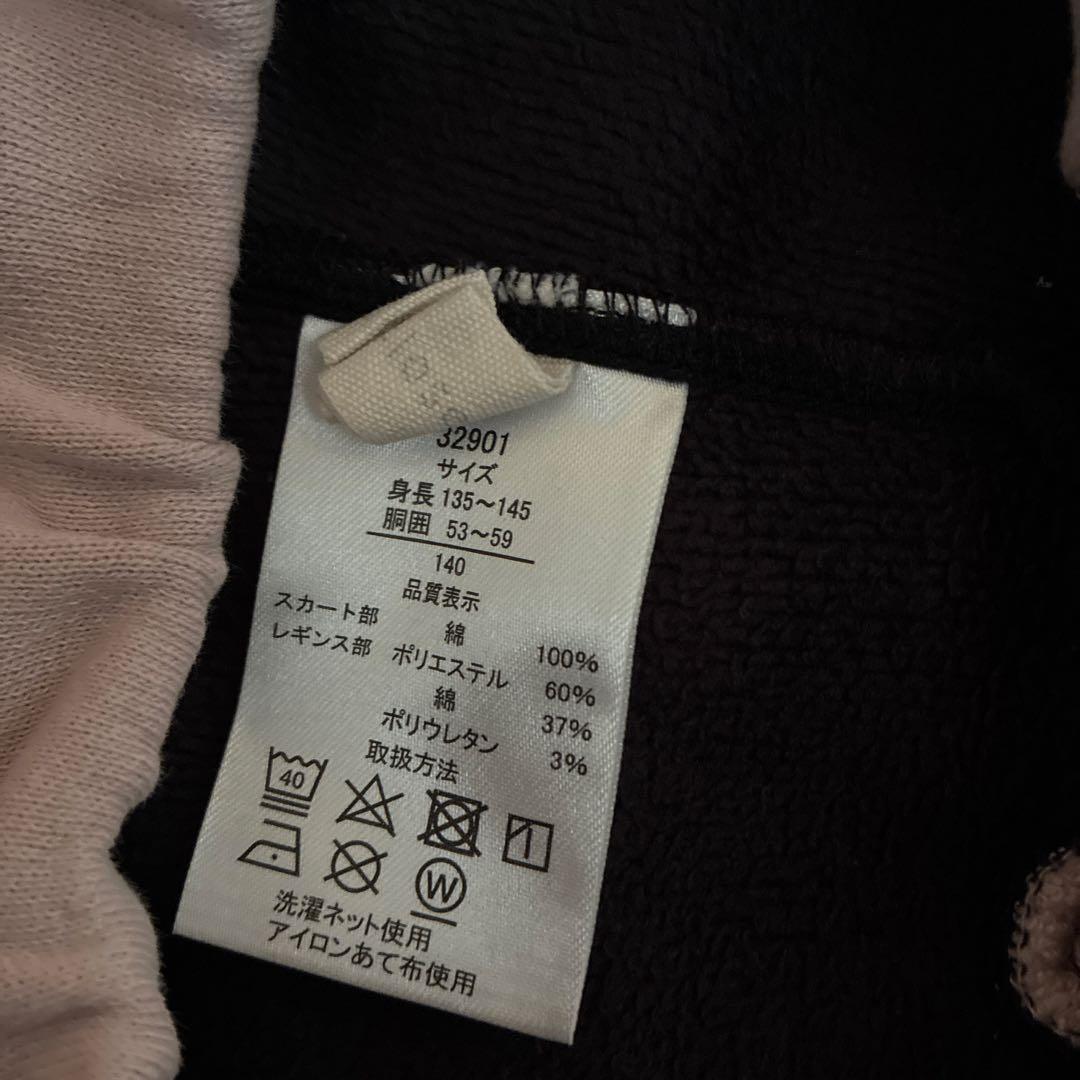 32901
サイズ
身長 135～145
胴囲 53～59
140
品質表示
スカート部 綿 100%
レギンス部 ポリエステル 60%
綿 37%
ポリウレタン 3%
取扱方法
40
W
洗濯ネット使用
アイロンあて布使用